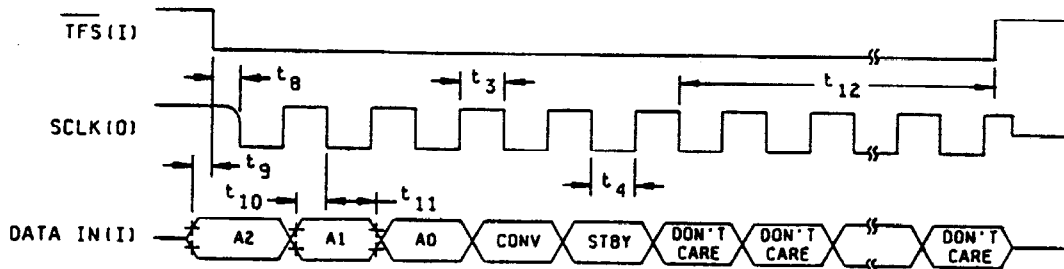 TFS(I)
t8
t3
t12
SCLK(O)
t9
t4
t10
t11
DATA IN(I)
A2
A1
A0
CONV
STBY
DON'T
CARE
DON'T
CARE
DON'T
CARE